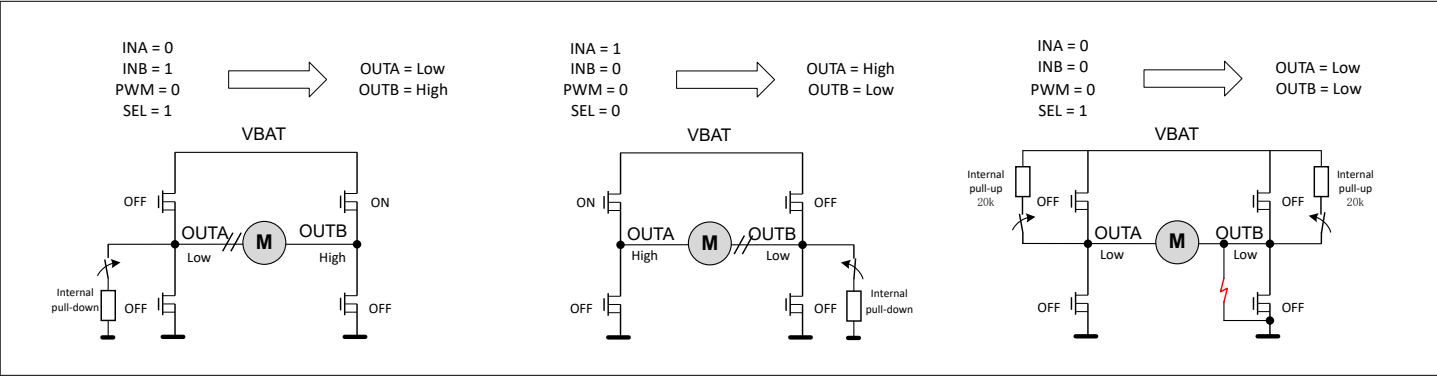 INA = 0
INB = 1
PWM = 0
SEL = 1
OUTA = Low
OUTB = High
VBAT
OFF
ON
OUTA
M
OUTB
Low
High
Internal
pull-down
OFF
OFF
INA = 1
INB = 0
PWM = 0
SEL = 0
OUTA = High
OUTB = Low
VBAT
ON
OFF
OUTA
M
OUTB
High
Low
OFF
OFF
Internal
pull-down
INA = 0
INB = 0
PWM = 0
SEL = 1
OUTA = Low
OUTB = Low
VBAT
Internal
pull-up
20k
OFF
OFF
Internal
pull-up
20k
OUTA
M
OUTB
Low
Low
OFF
OFF